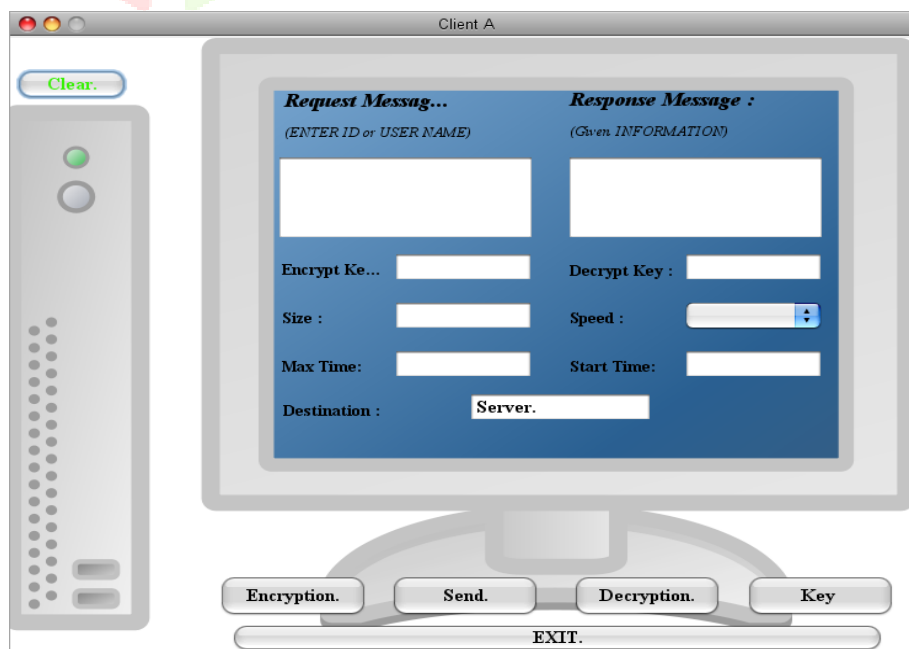 Client A
Clear.
Request Messag...
Response Message :
(ENTER ID or USER NAME)
(Given INFORMATION)
Encrypt Ke...
Decrypt Key :
Size :
Speed :
Max Time:
Start Time:
Destination :
Server.
Encryption.
Send.
Decryption.
Key
EXIT.